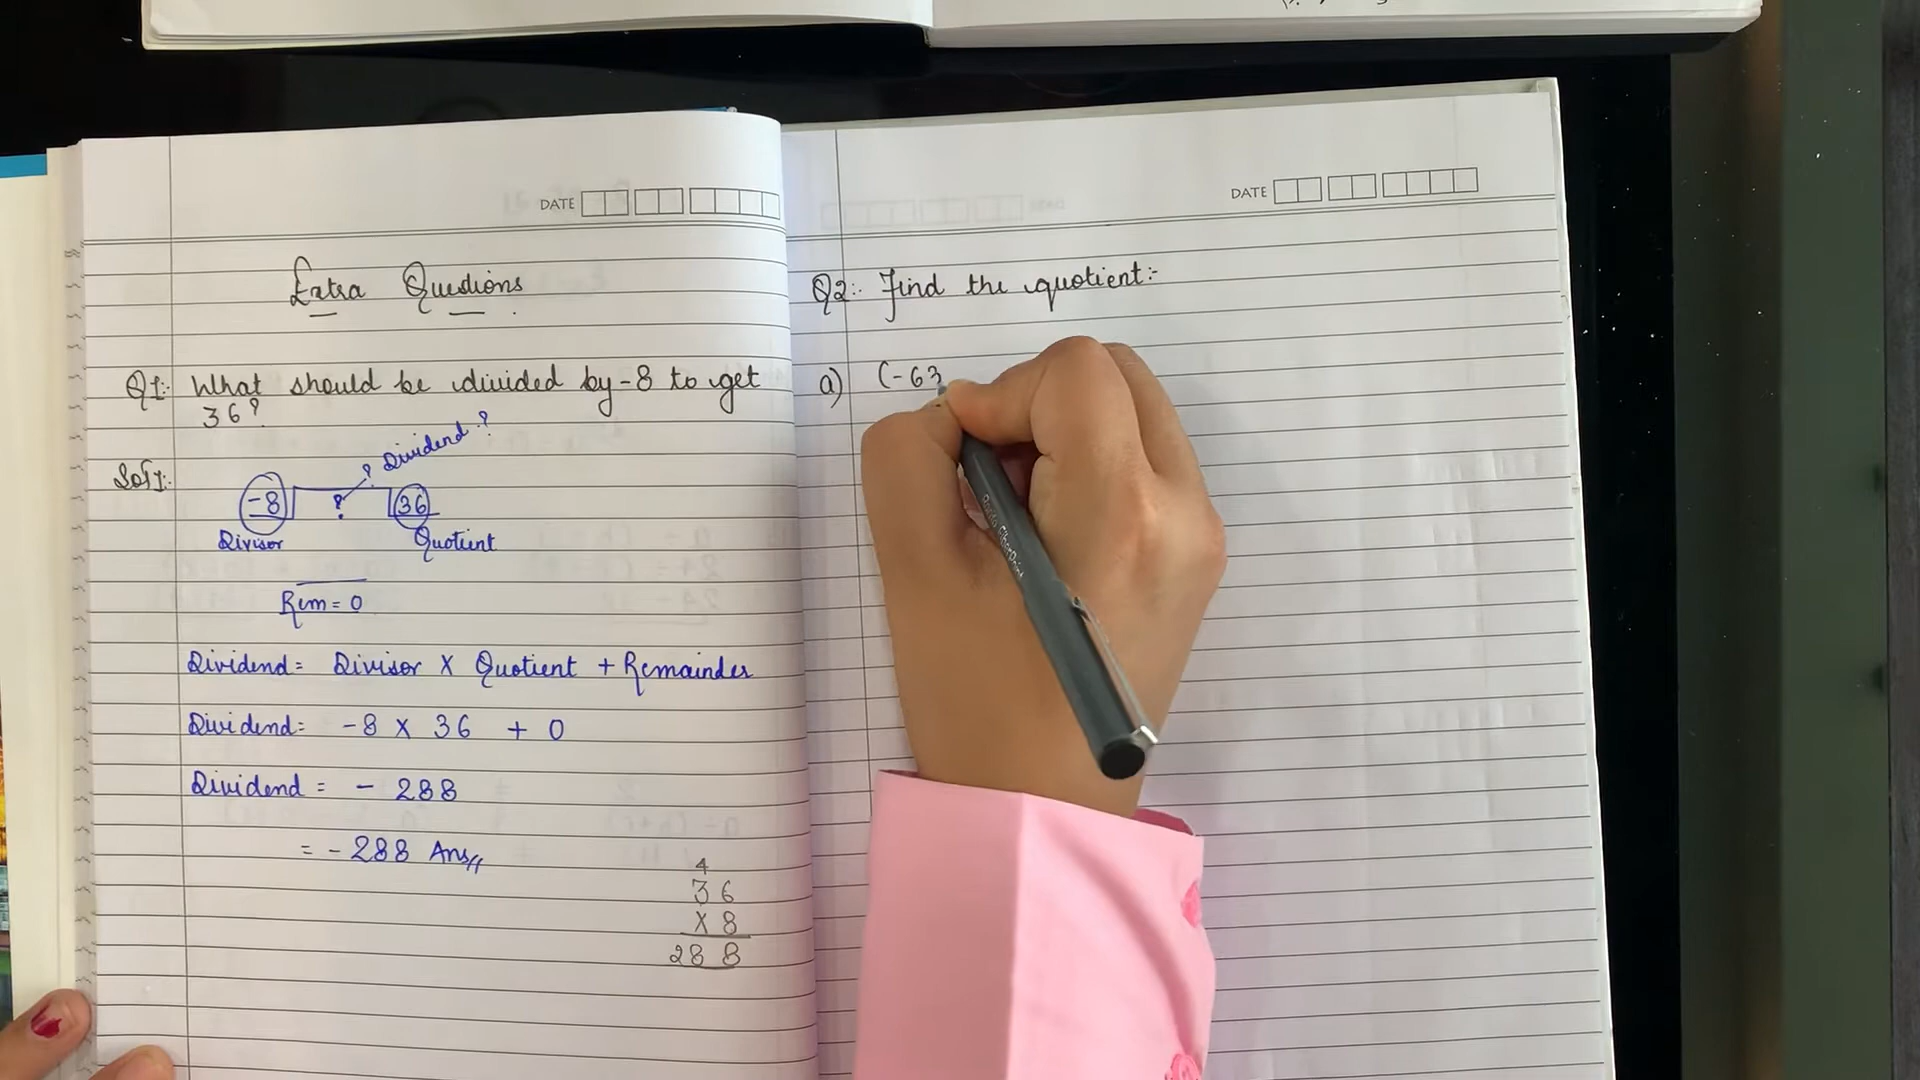 DATE
Extra Questions
Q1:- What should be divided by -8 to get
36?
? Dividend?
Sol1:-
-8 ? 36
Divisor Quotient
Rem = 0
Dividend = Divisor X Quotient + Remainder
Dividend = -8 X 36 + 0
Dividend = - 288
= - 288 Ans//
4
36
X 8
288
DATE
Q2:- Find the quotient:-
a) (-63